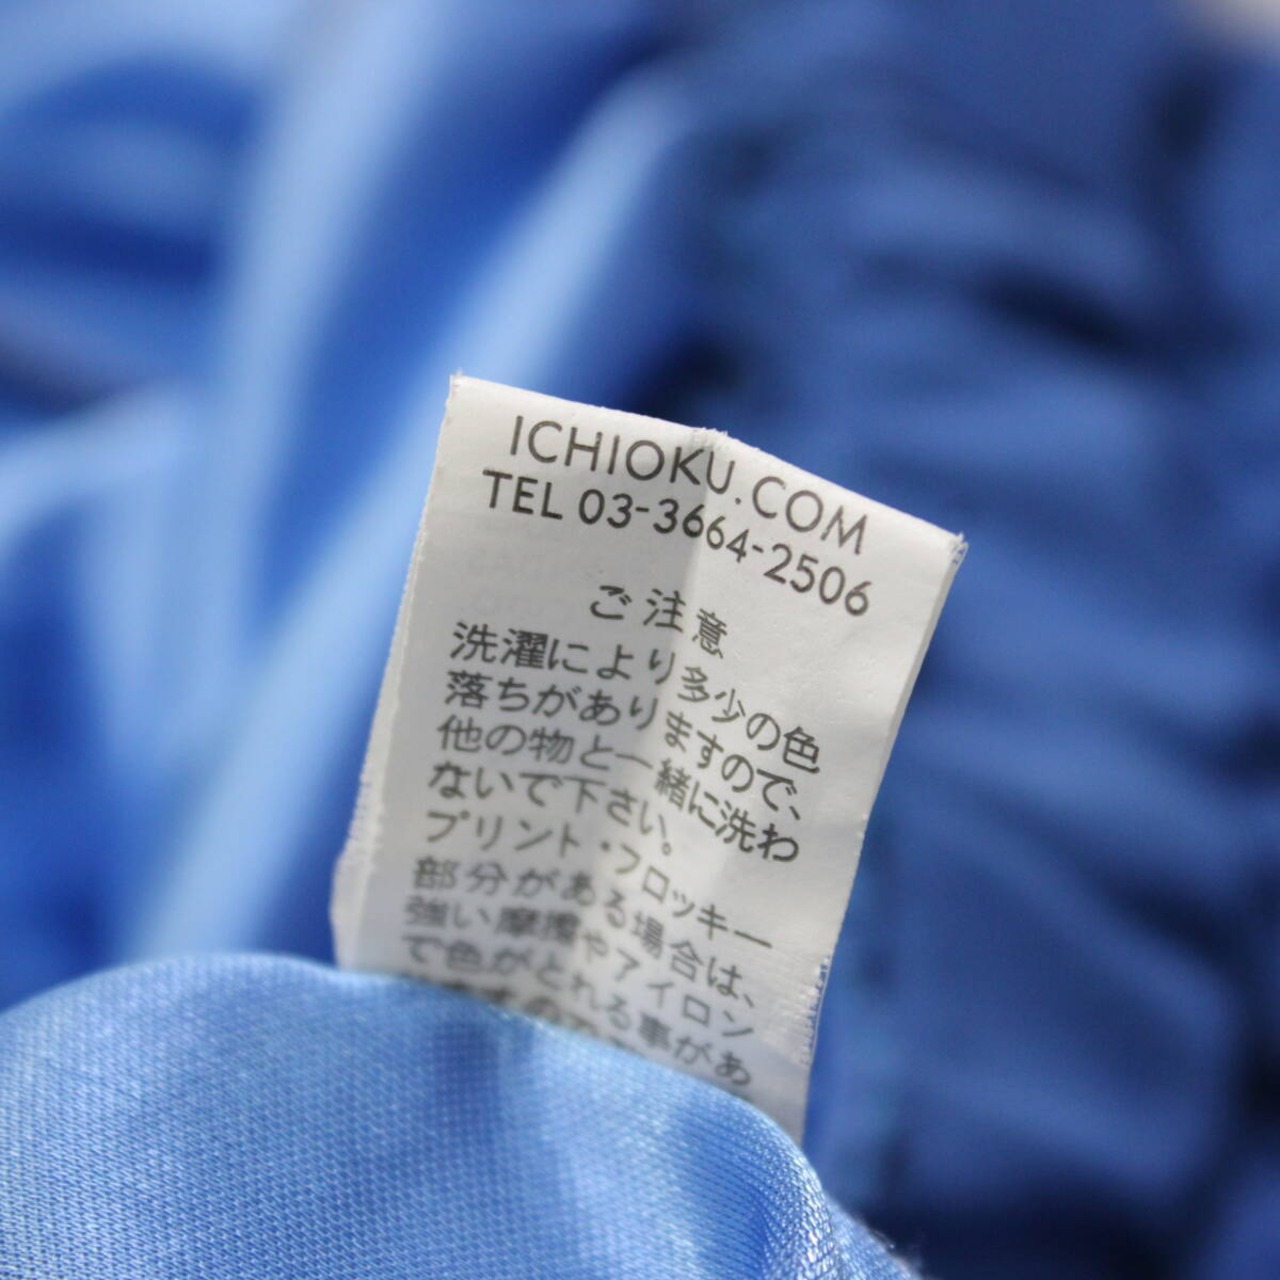 ICHIOKU.COM
TEL 03-3664-2506
ご注意
洗濯により多少の色
落ちがありますので、
他の物と一緒に洗わ
ないで下さい。
プリント・フロッキー
部分がある場合は、
強い摩擦やアイロン
で色がとれる事があ